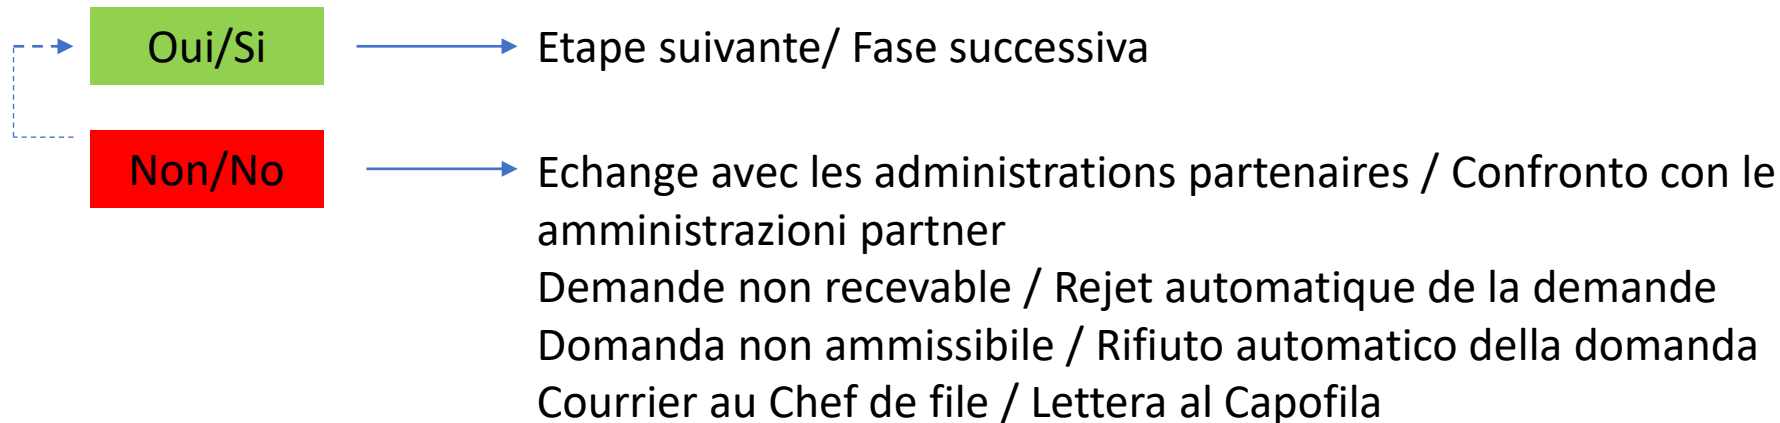 Oui/Si
Etape suivante/ Fase successiva
Non/No
Echange avec les administrations partenaires / Confronto con le
amministrazioni partner
Demande non recevable / Rejet automatique de la demande
Domanda non ammissibile / Rifiuto automatico della domanda
Courrier au Chef de file / Lettera al Capofila